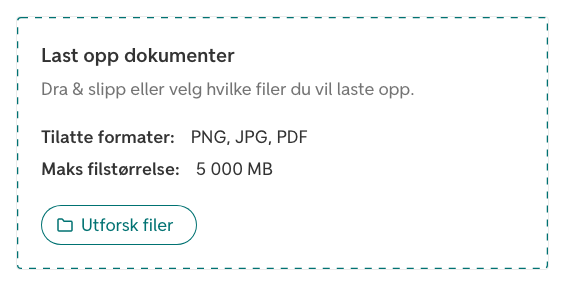 Last opp dokumenter
Dra & slipp eller velg hvilke filer du vil laste opp.
Tilatte formater: PNG, JPG, PDF
Maks filstørrelse: 5 000 MB
Utforsk filer